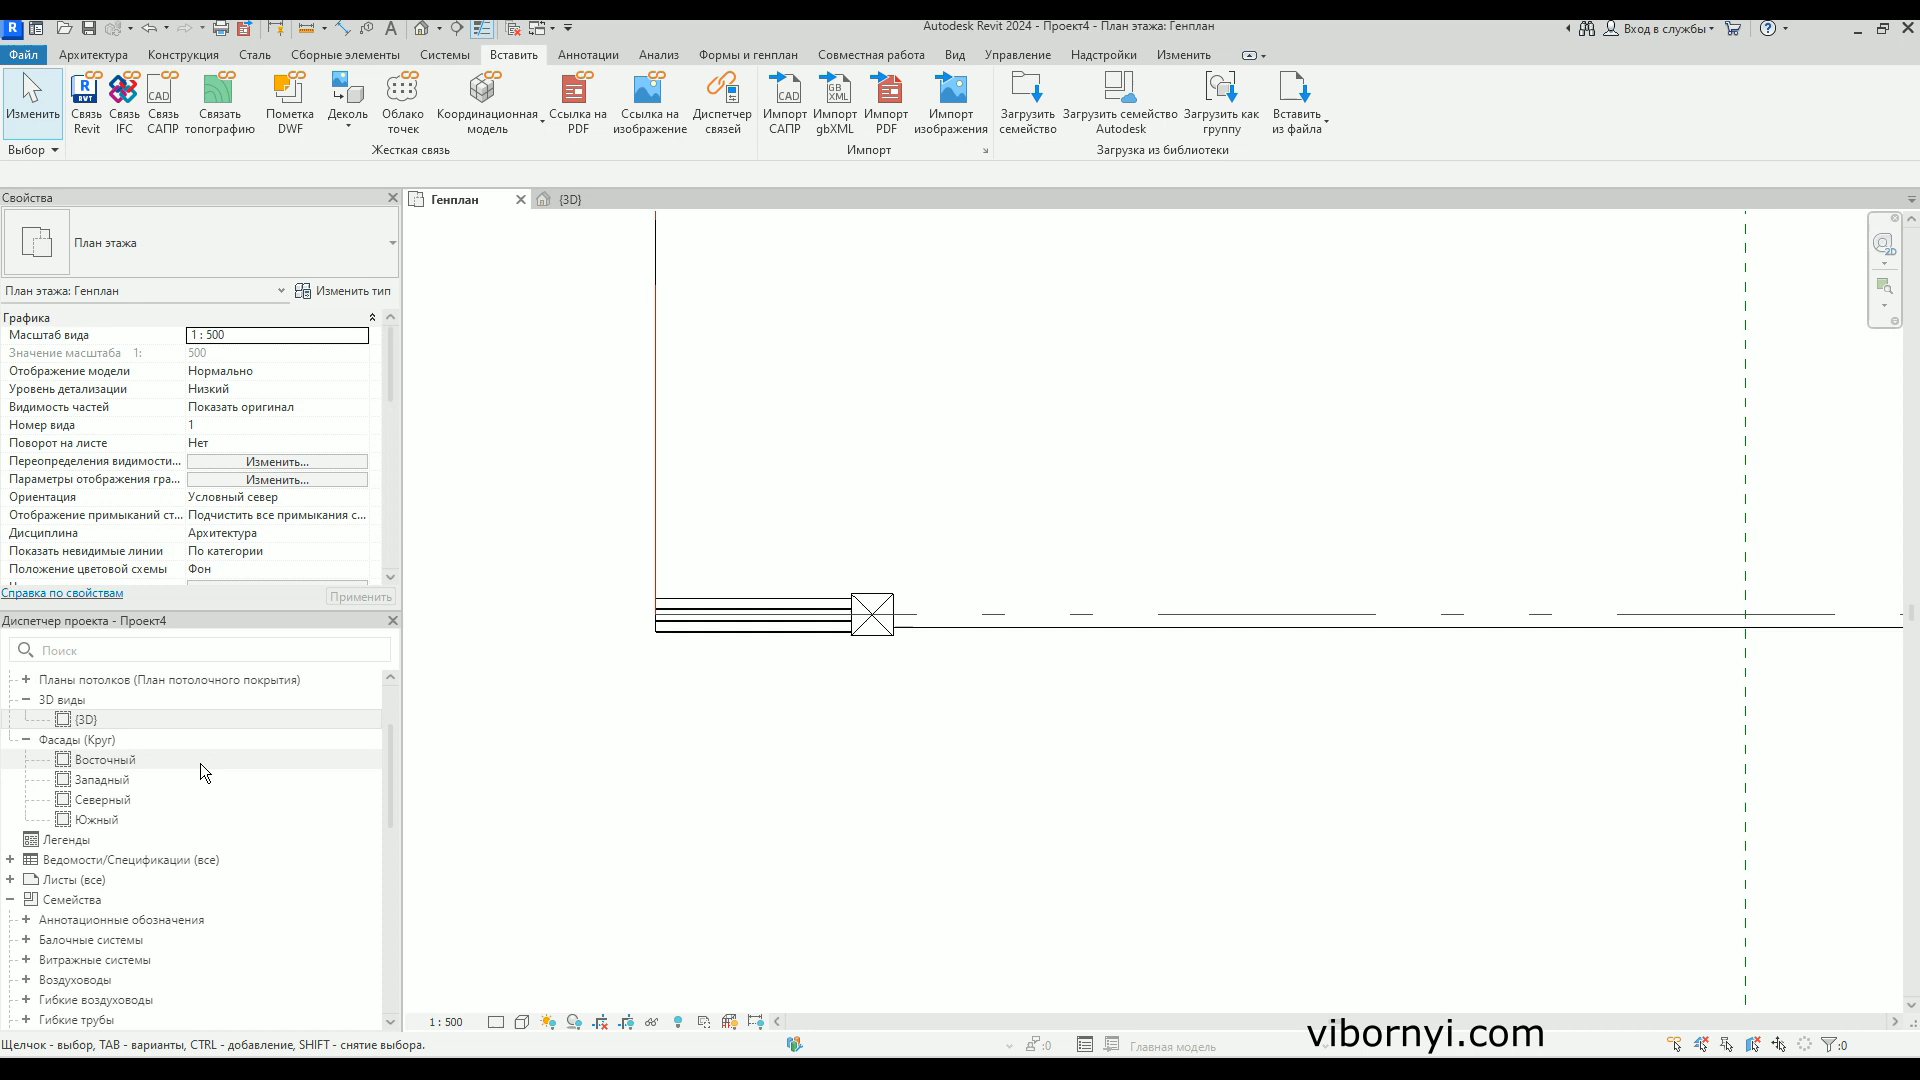 Autodesk Revit 2024 - Проект4 - План этажа: Генплан
Вход в службы
Файл Архитектура Конструкция Сталь Сборные элементы Системы Вставить Аннотации Анализ Формы и генплан Совместная работа Вид Управление Надстройки Изменить
Изменить
Связь Revit
Связь IFC
Связь САПР
Связать топографию
Пометка DWF
Деколь
Облако точек
Координационная модель
Ссылка на PDF
Ссылка на изображение
Диспетчер связей
Импорт САПР
Импорт gbXML
Импорт PDF
Импорт изображения
Загрузить семейство
Загрузить семейство Autodesk
Загрузить как группу
Вставить из файла
Выбор
Жесткая связь
Импорт
Загрузка из библиотеки
Свойства
План этажа
План этажа: Генплан
Изменить тип
Графика
Масштаб вида 1 : 500
Значение масштаба 1: 500
Отображение модели Нормально
Уровень детализации Низкий
Видимость частей Показать оригинал
Номер вида 1
Поворот на листе Нет
Переопределения видимости... Изменить...
Параметры отображения гра... Изменить...
Ориентация Условный север
Отображение примыканий ст... Подчистить все примыкания с...
Дисциплина Архитектура
Показать невидимые линии По категории
Положение цветовой схемы Фон
Справка по свойствам
Применить
Диспетчер проекта - Проект4
Поиск
Планы потолков (План потолочного покрытия)
3D виды
{3D}
Фасады (Круг)
Восточный
Западный
Северный
Южный
Легенды
Ведомости/Спецификации (все)
Листы (все)
Семейства
Аннотационные обозначения
Балочные системы
Витражные системы
Воздуховоды
Гибкие воздуховоды
Гибкие трубы
Генплан
{3D}
2D
1 : 500
vibornyi.com
Щелчок - выбор, TAB - варианты, CTRL - добавление, SHIFT - снятие выбора.
:0
Главная модель
:0